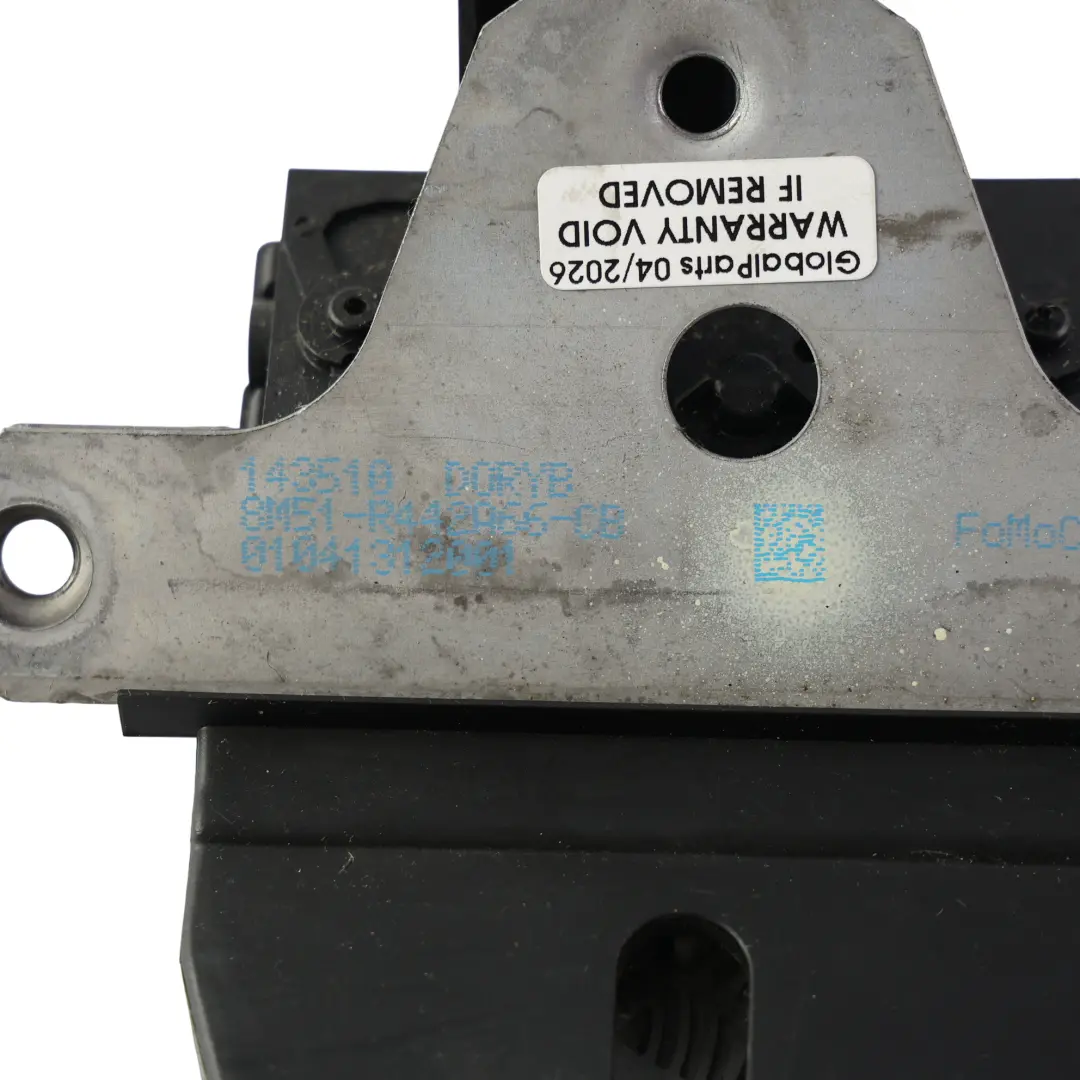 GlobalParts 04/2026
WARRANTY VOID
IF REMOVED
143510 DORYB
8M51-R442A66-CB
01041312001
FoMoC